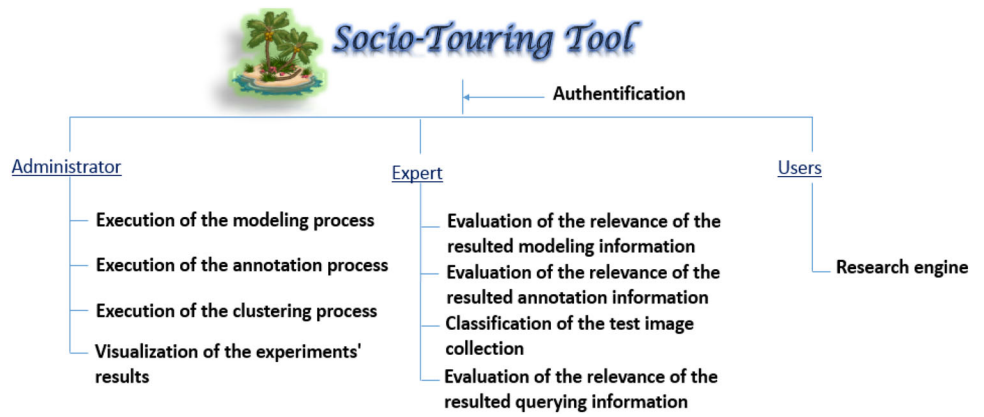 Socio-Touring Tool
Authentification
Administrator
Execution of the modeling process
Execution of the annotation process
Execution of the clustering process
Visualization of the experiments'
results
Expert
Evaluation of the relevance of the
resulted modeling information
Evaluation of the relevance of the
resulted annotation information
Classification of the test image
collection
Evaluation of the relevance of the
resulted querying information
Users
Research engine